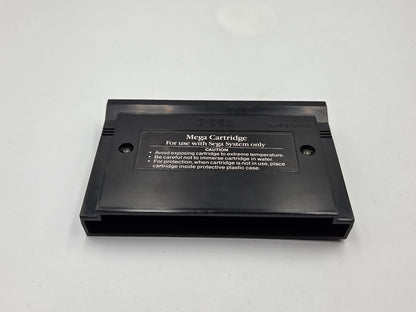 SEGA
Mega Cartridge
For use with Sega System only
CAUTION
• Avoid exposing cartridge to extreme temperature.
• Be careful not to immerse cartridge in water.
• For protection, when cartridge is not in use, place
cartridge inside protective plastic case.